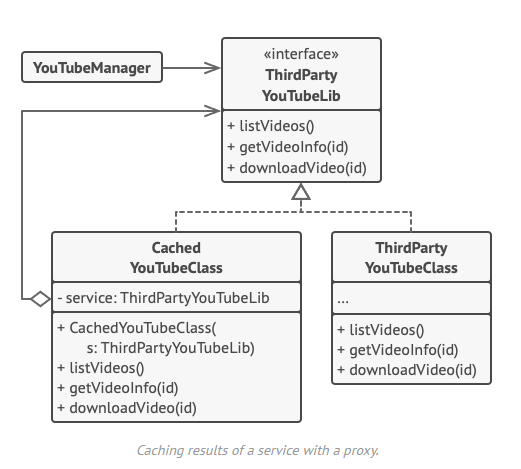 YouTubeManager
«interface»
ThirdParty
YouTubeLib
+ listVideos()
+ getVideoInfo(id)
+ downloadVideo(id)
Cached
YouTubeClass
- service: ThirdPartyYouTubeLib
+ CachedYouTubeClass(
s: ThirdPartyYouTubeLib)
+ listVideos()
+ getVideoInfo(id)
+ downloadVideo(id)
ThirdParty
YouTubeClass
...
+ listVideos()
+ getVideoInfo(id)
+ downloadVideo(id)
Caching results of a service with a proxy.